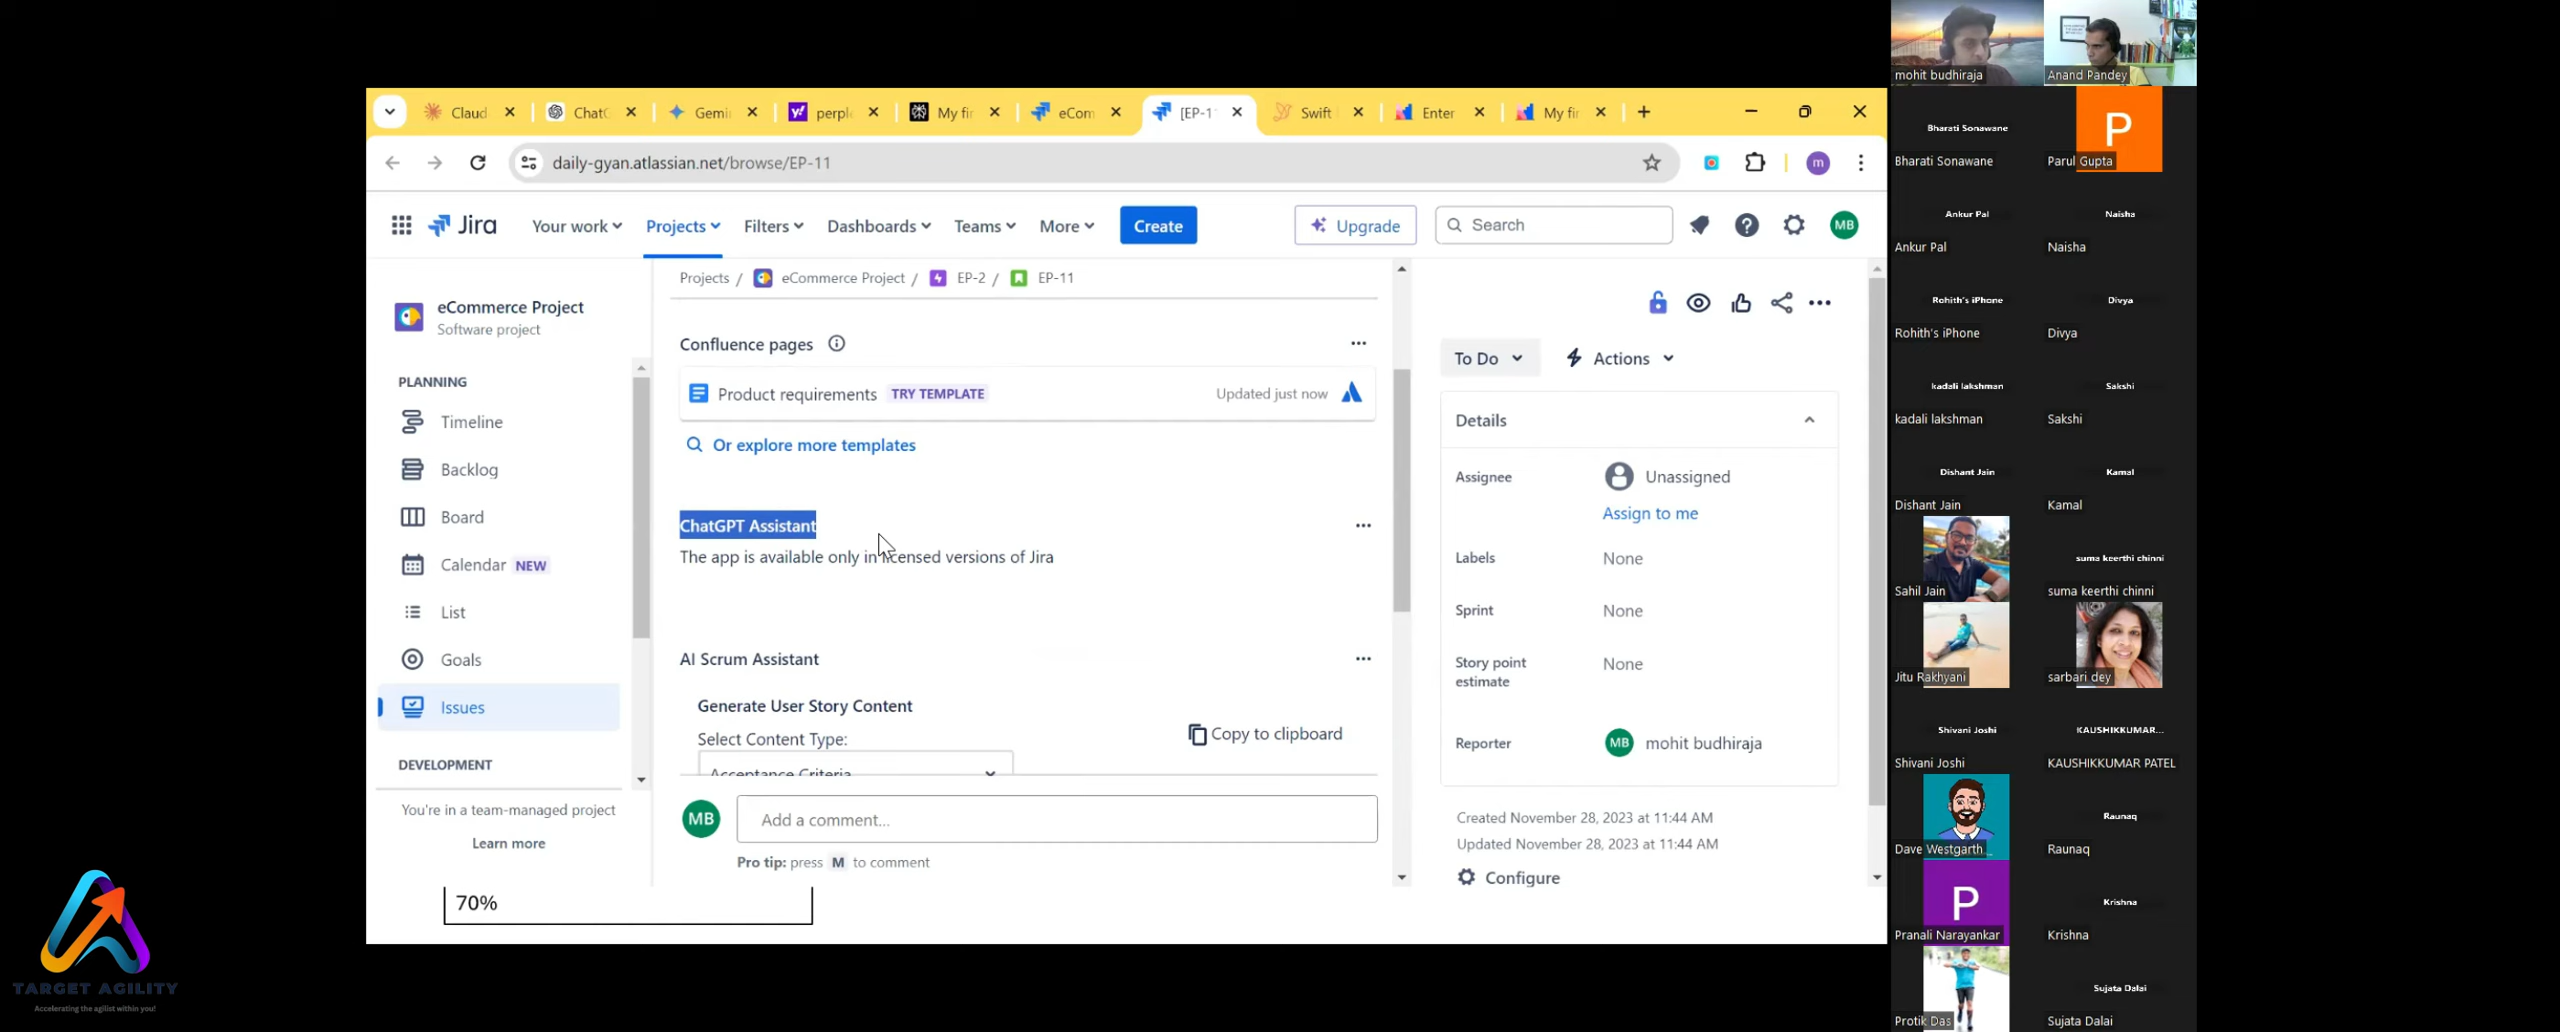 Claud
ChatG
Gemi
perple
My fir
eCom
[EP-1
Swift
Enter
My fir
daily-gyan.atlassian.net/browse/EP-11
m
Jira
Your work
Projects
Filters
Dashboards
Teams
More
Create
Upgrade
Search
MB
eCommerce Project
Software project
PLANNING
Timeline
Backlog
Board
Calendar NEW
List
Goals
Issues
DEVELOPMENT
You're in a team-managed project
Learn more
Projects / eCommerce Project / EP-2 / EP-11
Confluence pages
Product requirements TRY TEMPLATE Updated just now
Or explore more templates
ChatGPT Assistant
The app is available only in licensed versions of Jira
AI Scrum Assistant
Generate User Story Content
Select Content Type:
Copy to clipboard
Acceptance Criteria
MB
Add a comment...
Pro tip: press M to comment
To Do
Actions
Details
Assignee
Unassigned
Assign to me
Labels
None
Sprint
None
Story point
estimate
None
Reporter
MB mohit budhiraja
Created November 28, 2023 at 11:44 AM
Updated November 28, 2023 at 11:44 AM
Configure
70%
TARGET AGILITY
Accelerating the agilist within you!
mohit budhiraja
Anand Pandey
Bharati Sonawane
Bharati Sonawane
P
Parul Gupta
Ankur Pal
Ankur Pal
Naisha
Naisha
Rohith's iPhone
Rohith's iPhone
Divya
Divya
kadali lakshman
kadali lakshman
Sakshi
Sakshi
Dishant Jain
Dishant Jain
Kamal
Kamal
Sahil Jain
suma keerthi chinni
suma keerthi chinni
Jitu Rakhyani
sarbari dey
Shivani Joshi
Shivani Joshi
KAUSHIKKUMAR...
KAUSHIKKUMAR PATEL
Dave Westgarth_
Raunaq
Raunaq
P
Pranali Narayankar
Krishna
Krishna
Protik Das
Sujata Dalai
Sujata Dalai